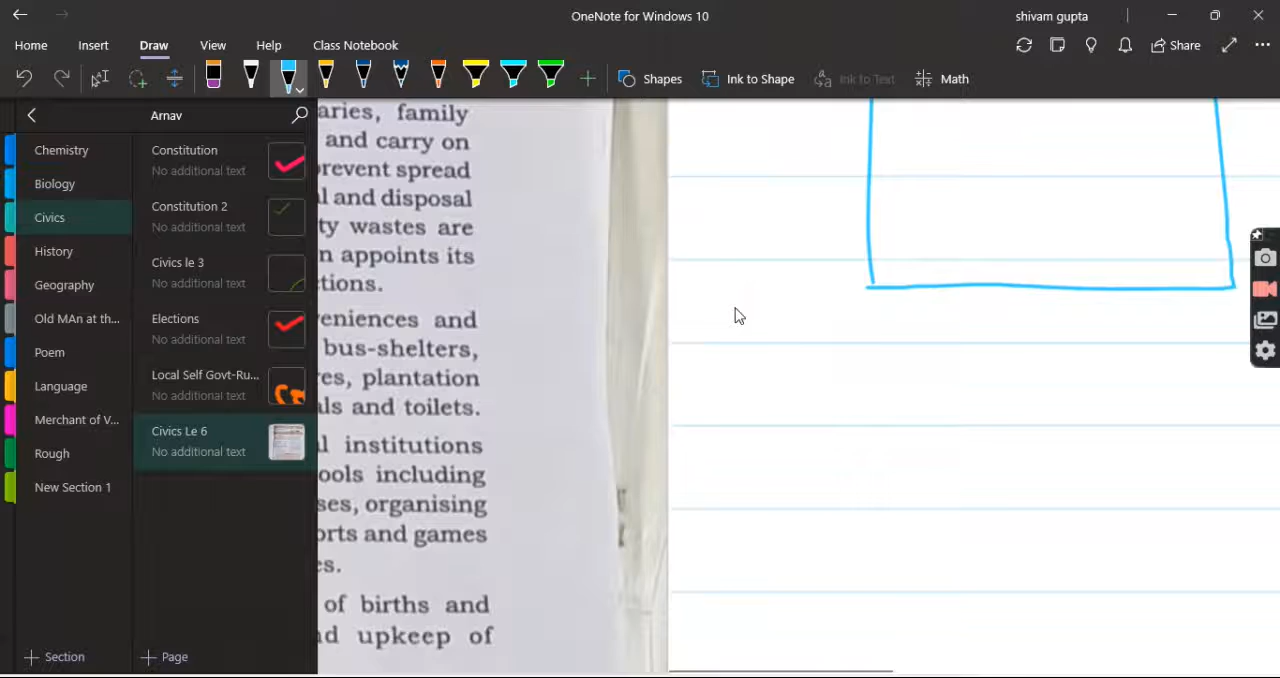 OneNote for Windows 10
shivam gupta
Home
Insert
Draw
View
Help
Class Notebook
Share
Shapes
Ink to Shape
Ink to Text
Math
Arnav
Chemistry
Biology
Civics
History
Geography
Old MAn at th...
Poem
Language
Merchant of V...
Rough
New Section 1
Section
Constitution
No additional text
Constitution 2
No additional text
Civics le 3
No additional text
Elections
No additional text
Local Self Govt-Ru...
No additional text
Civics Le 6
No additional text
Page
aries, family
and carry on
prevent spread
l and disposal
ty wastes are
n appoints its
ctions.
veniences and
bus-shelters,
res, plantation
als and toilets.
l institutions
ools including
ses, organising
orts and games
es.
of births and
nd upkeep of